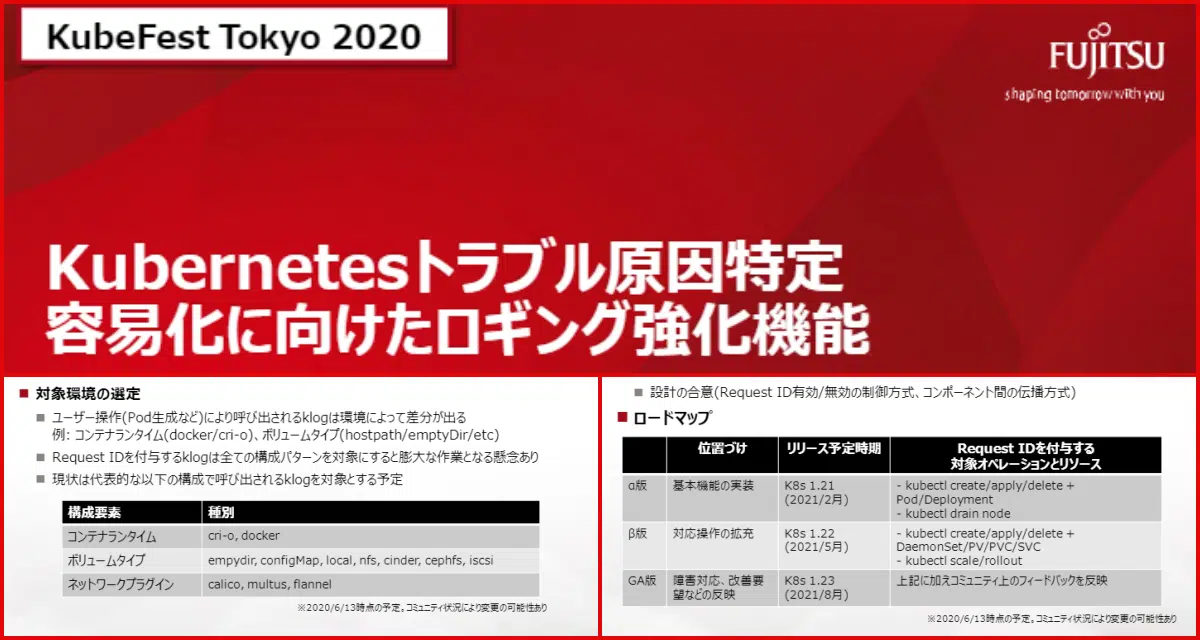 KubeFest Tokyo 2020
FUJITSU
shaping tomorrow with you
Kubernetesトラブル原因特定
容易化に向けたロギング強化機能
対象環境の選定
ユーザー操作(Pod生成など)により呼び出されるklogは環境によって差分が出る
例: コンテナランタイム(docker/cri-o)、ボリュームタイプ(hostpath/emptyDir/etc)
Request IDを付与するklogは全ての構成パターンを対象にすると膨大な作業となる懸念あり
現状は代表的な以下の構成で呼び出されるklogを対象とする予定
構成要素 種別
コンテナランタイム cri-o, docker
ボリュームタイプ empydir, configMap, local, nfs, cinder, cephfs, iscsi
ネットワークプラグイン calico, multus, flannel
※2020/6/13時点の予定。コミュニティ状況により変更の可能性あり
設計の合意(Request ID有効/無効の制御方式、コンポーネント間の伝播方式)
ロードマップ
位置づけ リリース予定時期 Request IDを付与する
対象オペレーションとリソース
α版 基本機能の実装 K8s 1.21 - kubectl create/apply/delete +
(2021/2月) Pod/Deployment
- kubectl drain node
β版 対応操作の拡充 K8s 1.22 - kubectl create/apply/delete +
(2021/5月) DaemonSet/PV/PVC/SVC
- kubectl scale/rollout
GA版 障害対応、改善要 K8s 1.23 上記に加えコミュニティ上のフィードバックを反映
望などの反映 (2021/8月)
※2020/6/13時点の予定。コミュニティ状況により変更の可能性あり